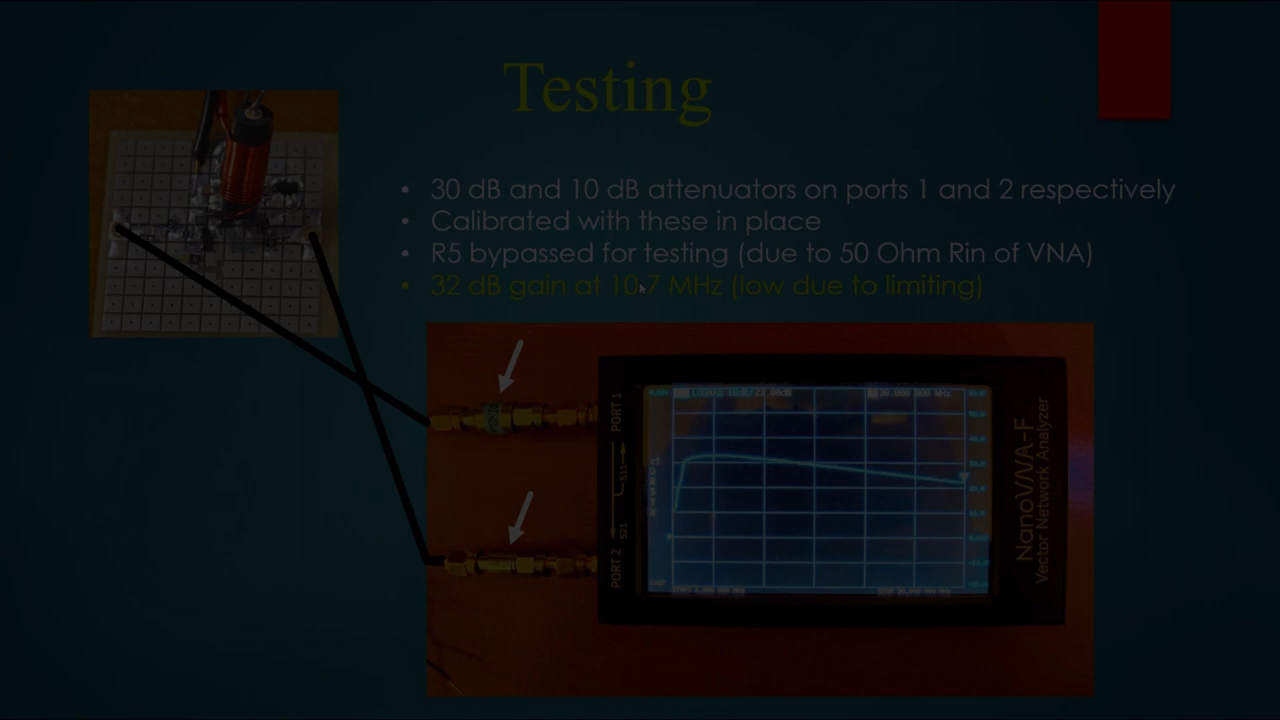 Testing
• 30 dB and 10 dB attenuators on ports 1 and 2 respectively
• Calibrated with these in place
• R5 bypassed for testing (due to 50 Ohm Rin of VNA)
• 32 dB gain at 10.7 MHz (low due to limiting)
PORT 1
S11
S21
PORT 2
NanoVNA-F
Vector Network Analyzer